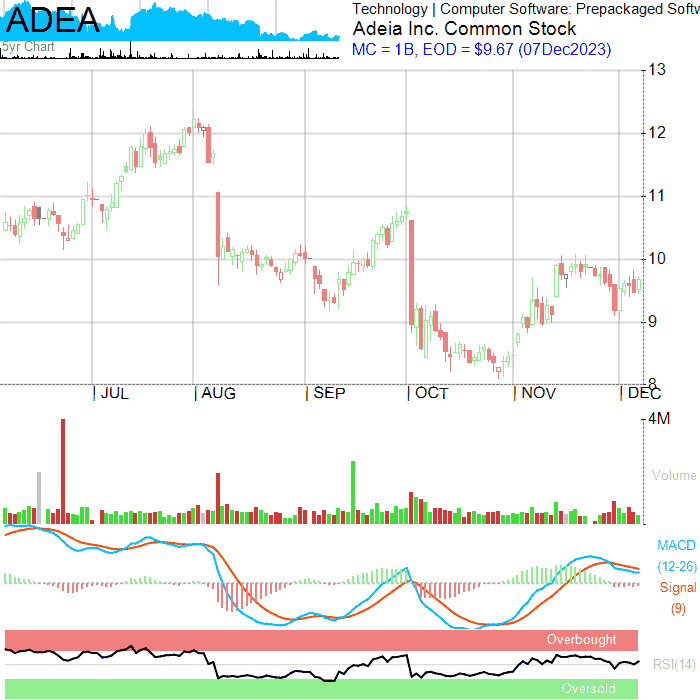 ADEA
Technology | Computer Software: Prepackaged Softw
Adeia Inc. Common Stock
MC = 1B, EOD = $9.67 (07Dec2023)
5yr Chart
13
12
11
10
9
8
JUL AUG SEP OCT NOV DEC
4M
Volume
MACD
(12-26)
Signal
(9)
Overbought
RSI(14)
Oversold